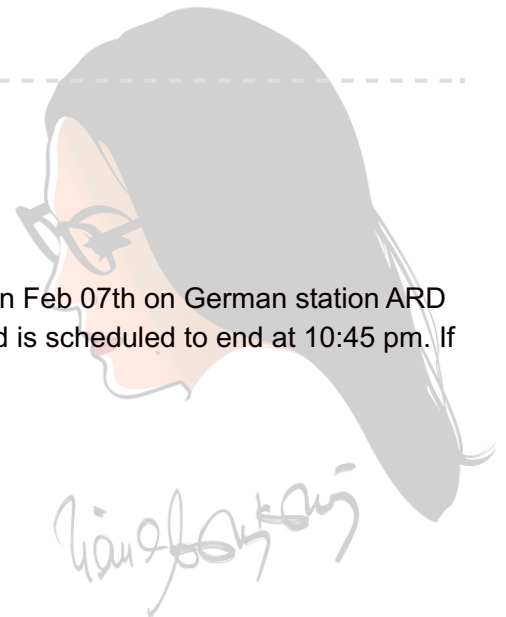 n Feb 07th on German station ARD
d is scheduled to end at 10:45 pm. If